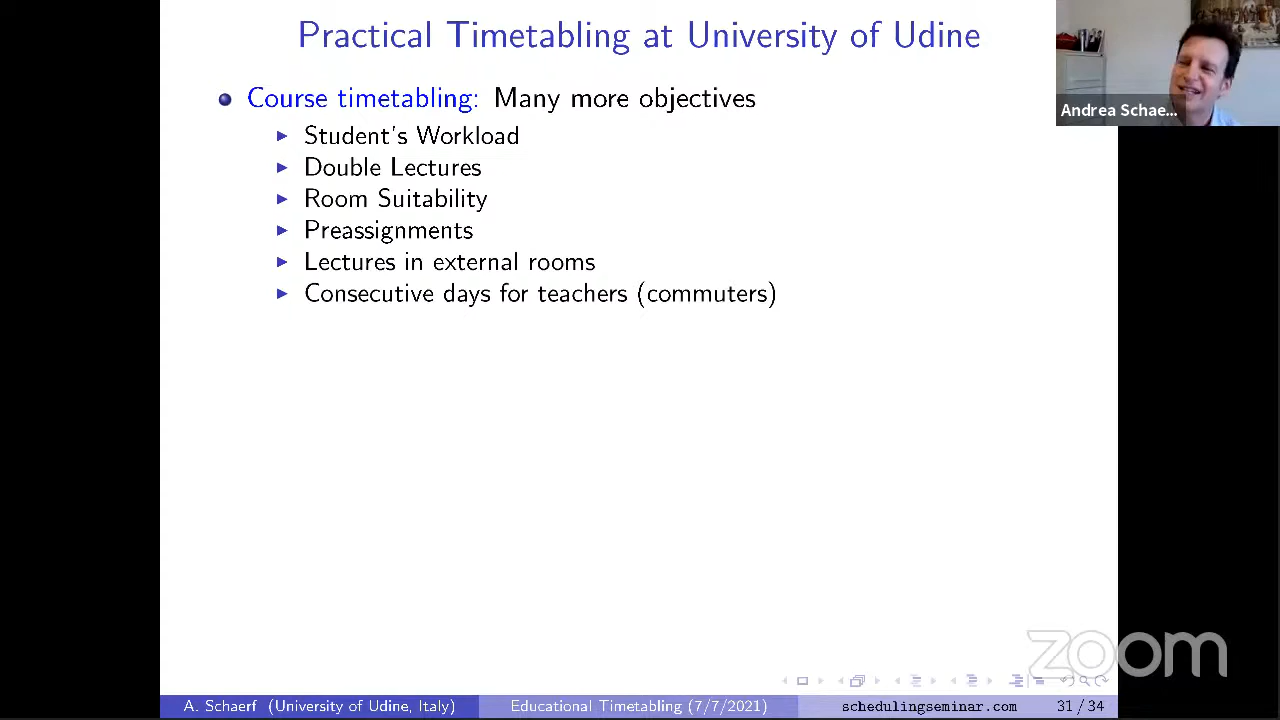 Practical Timetabling at University of Udine
Course timetabling: Many more objectives
Student's Workload
Double Lectures
Room Suitability
Preassignments
Lectures in external rooms
Consecutive days for teachers (commuters)
Andrea Schae...
zoom
A. Schaerf (University of Udine, Italy)
Educational Timetabling (7/7/2021)
schedulingseminar.com
31 / 34